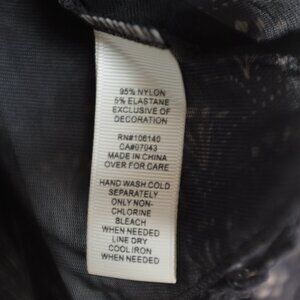 95% NYLON
5% ELASTANE
EXCLUSIVE OF
DECORATION
RN#106140
CA#97043
MADE IN CHINA
OVER FOR CARE
HAND WASH COLD
SEPARATELY
ONLY NON-
CHLORINE
BLEACH
WHEN NEEDED
LINE DRY
COOL IRON
WHEN NEEDED